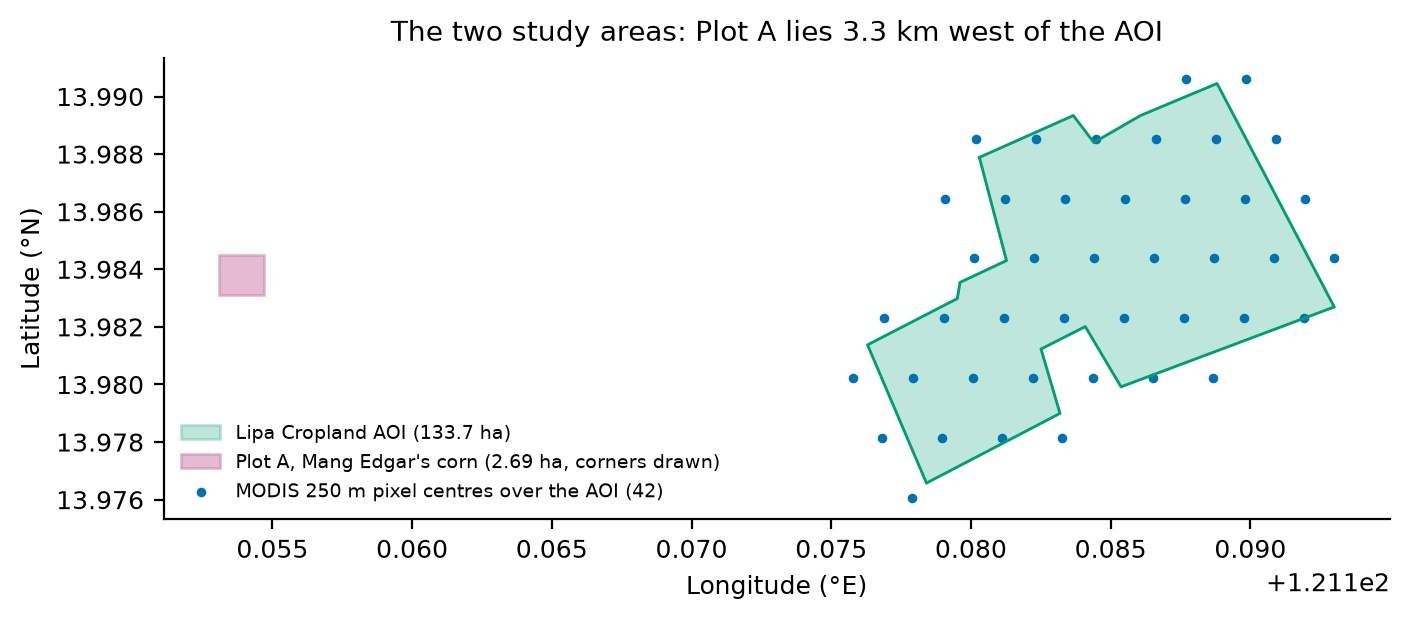 The two study areas: Plot A lies 3.3 km west of the AOI
Latitude (°N)
13.990
13.988
13.986
13.984
13.982
13.980
13.978
13.976
Lipa Cropland AOI (133.7 ha)
Plot A, Mang Edgar's corn (2.69 ha, corners drawn)
MODIS 250 m pixel centres over the AOI (42)
0.055 0.060 0.065 0.070 0.075 0.080 0.085 0.090
Longitude (°E)
+1.211e2